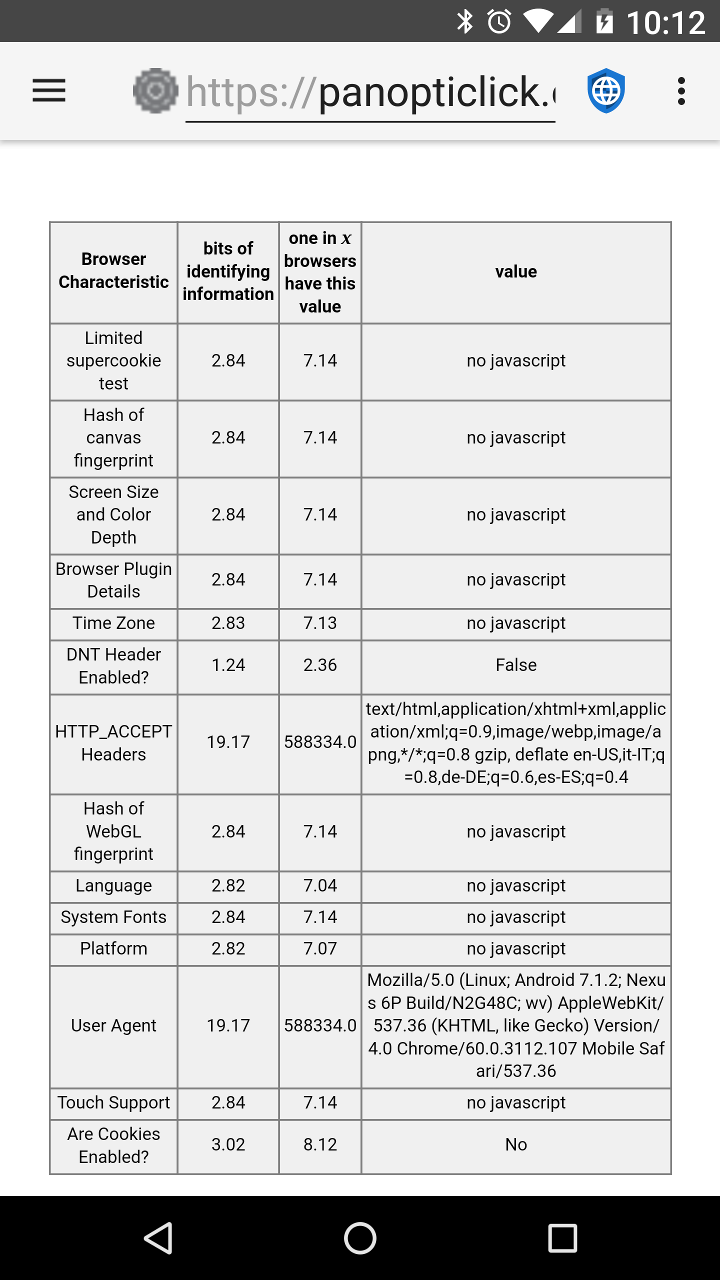 10:12
https://panopticlick.
Browser
Characteristic
bits of
identifying
information
one in x
browsers
have this
value
value
Limited
supercookie
test
2.84
7.14
no javascript
Hash of
canvas
fingerprint
2.84
7.14
no javascript
Screen Size
and Color
Depth
2.84
7.14
no javascript
Browser Plugin
Details
2.84
7.14
no javascript
Time Zone
2.83
7.13
no javascript
DNT Header
Enabled?
1.24
2.36
False
HTTP_ACCEPT
Headers
19.17
588334.0
text/html,application/xhtml+xml,applic
ation/xml;q=0.9,image/webp,image/a
png,*/*;q=0.8 gzip, deflate en-US,it-IT;q
=0.8,de-DE;q=0.6,es-ES;q=0.4
Hash of
WebGL
fingerprint
2.84
7.14
no javascript
Language
2.82
7.04
no javascript
System Fonts
2.84
7.14
no javascript
Platform
2.82
7.07
no javascript
User Agent
19.17
588334.0
Mozilla/5.0 (Linux; Android 7.1.2; Nexu
s 6P Build/N2G48C; wv) AppleWebKit/
537.36 (KHTML, like Gecko) Version/
4.0 Chrome/60.0.3112.107 Mobile Saf
ari/537.36
Touch Support
2.84
7.14
no javascript
Are Cookies
Enabled?
3.02
8.12
No